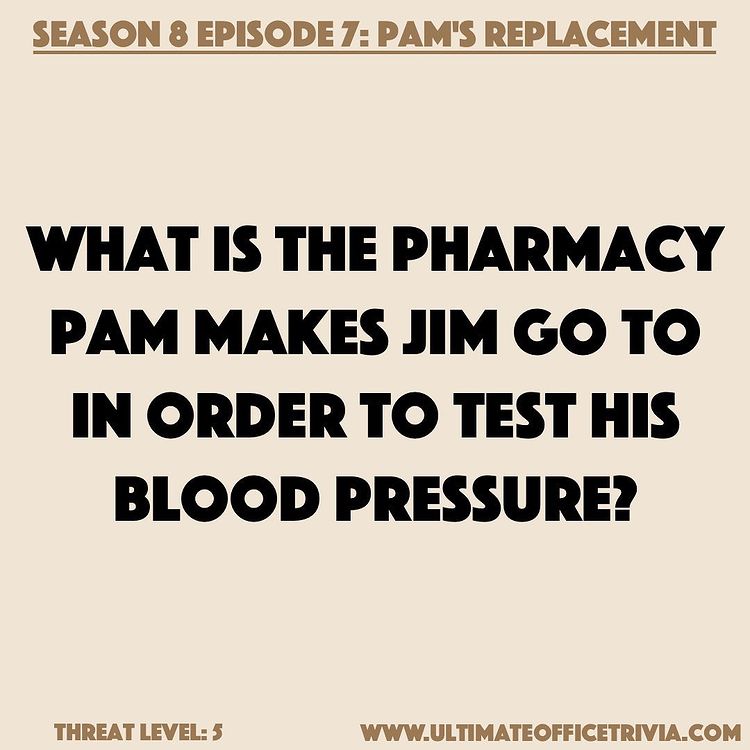 SEASON 8 EPISODE 7: PAM'S REPLACEMENT
WHAT IS THE PHARMACY
PAM MAKES JIM GO TO
IN ORDER TO TEST HIS
BLOOD PRESSURE?
THREAT LEVEL: 5
WWW.ULTIMATEOFFICETRIVIA.COM